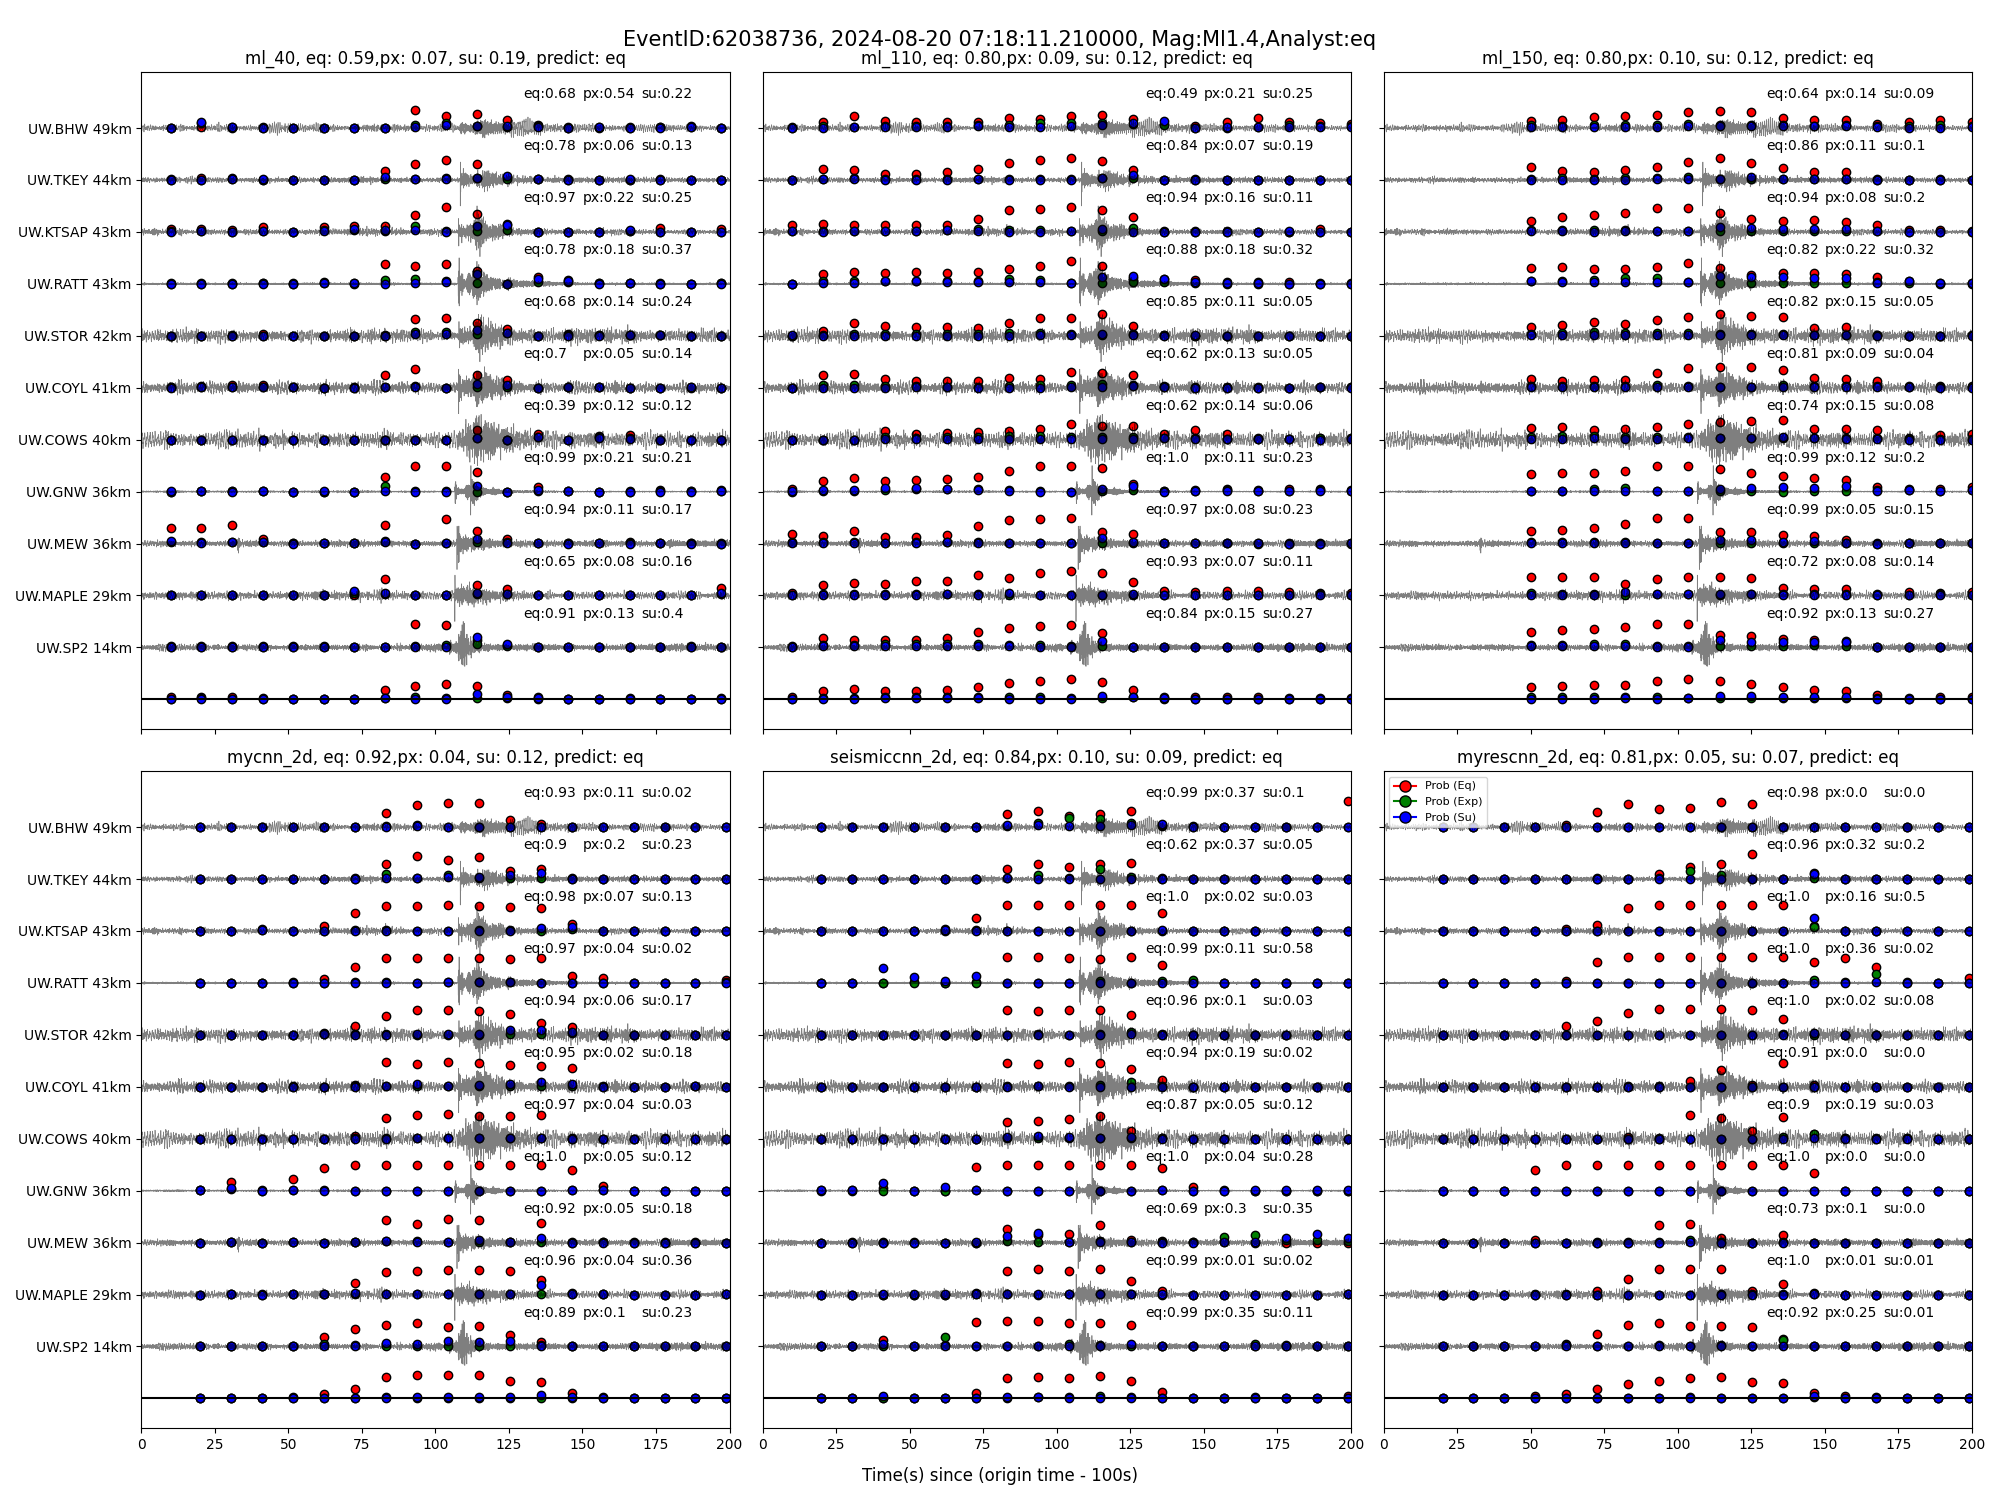 EventID:62038736, 2024-08-20 07:18:11.210000, Mag:Ml1.4,Analyst:eq
ml_40, eq: 0.59,px: 0.07, su: 0.19, predict: eq
UW.BHW 49km
eq:0.68 px:0.54 su:0.22
UW.TKEY 44km
eq:0.78 px:0.06 su:0.13
UW.KTSAP 43km
eq:0.97 px:0.22 su:0.25
UW.RATT 43km
eq:0.78 px:0.18 su:0.37
UW.STOR 42km
eq:0.68 px:0.14 su:0.24
UW.COYL 41km
eq:0.7 px:0.05 su:0.14
UW.COWS 40km
eq:0.39 px:0.12 su:0.12
UW.GNW 36km
eq:0.99 px:0.21 su:0.21
UW.MEW 36km
eq:0.94 px:0.11 su:0.17
UW.MAPLE 29km
eq:0.65 px:0.08 su:0.16
UW.SP2 14km
eq:0.91 px:0.13 su:0.4
ml_110, eq: 0.80,px: 0.09, su: 0.12, predict: eq
eq:0.49 px:0.21 su:0.25
eq:0.84 px:0.07 su:0.19
eq:0.94 px:0.16 su:0.11
eq:0.88 px:0.18 su:0.32
eq:0.85 px:0.11 su:0.05
eq:0.62 px:0.13 su:0.05
eq:0.62 px:0.14 su:0.06
eq:1.0 px:0.11 su:0.23
eq:0.97 px:0.08 su:0.23
eq:0.93 px:0.07 su:0.11
eq:0.84 px:0.15 su:0.27
ml_150, eq: 0.80,px: 0.10, su: 0.12, predict: eq
eq:0.64 px:0.14 su:0.09
eq:0.86 px:0.11 su:0.1
eq:0.94 px:0.08 su:0.2
eq:0.82 px:0.22 su:0.32
eq:0.82 px:0.15 su:0.05
eq:0.81 px:0.09 su:0.04
eq:0.74 px:0.15 su:0.08
eq:0.99 px:0.12 su:0.2
eq:0.99 px:0.05 su:0.15
eq:0.72 px:0.08 su:0.14
eq:0.92 px:0.13 su:0.27
mycnn_2d, eq: 0.92,px: 0.04, su: 0.12, predict: eq
UW.BHW 49km
eq:0.93 px:0.11 su:0.02
UW.TKEY 44km
eq:0.9 px:0.2 su:0.23
UW.KTSAP 43km
eq:0.98 px:0.07 su:0.13
UW.RATT 43km
eq:0.97 px:0.04 su:0.02
UW.STOR 42km
eq:0.94 px:0.06 su:0.17
UW.COYL 41km
eq:0.95 px:0.02 su:0.18
UW.COWS 40km
eq:0.97 px:0.04 su:0.03
UW.GNW 36km
eq:1.0 px:0.05 su:0.12
UW.MEW 36km
eq:0.92 px:0.05 su:0.18
UW.MAPLE 29km
eq:0.96 px:0.04 su:0.36
UW.SP2 14km
eq:0.89 px:0.1 su:0.23
0 25 50 75 100 125 150 175 200
seismiccnn_2d, eq: 0.84,px: 0.10, su: 0.09, predict: eq
eq:0.99 px:0.37 su:0.1
eq:0.62 px:0.37 su:0.05
eq:1.0 px:0.02 su:0.03
eq:0.99 px:0.11 su:0.58
eq:0.96 px:0.1 su:0.03
eq:0.94 px:0.19 su:0.02
eq:0.87 px:0.05 su:0.12
eq:1.0 px:0.04 su:0.28
eq:0.69 px:0.3 su:0.35
eq:0.99 px:0.01 su:0.02
eq:0.99 px:0.35 su:0.11
0 25 50 75 100 125 150 175 200
myrescnn_2d, eq: 0.81,px: 0.05, su: 0.07, predict: eq
Prob (Eq)
Prob (Exp)
Prob (Su)
eq:0.98 px:0.0 su:0.0
eq:0.96 px:0.32 su:0.2
eq:1.0 px:0.16 su:0.5
eq:1.0 px:0.36 su:0.02
eq:1.0 px:0.02 su:0.08
eq:0.91 px:0.0 su:0.0
eq:0.9 px:0.19 su:0.03
eq:1.0 px:0.0 su:0.0
eq:0.73 px:0.1 su:0.0
eq:1.0 px:0.01 su:0.01
eq:0.92 px:0.25 su:0.01
0 25 50 75 100 125 150 175 200
Time(s) since (origin time - 100s)